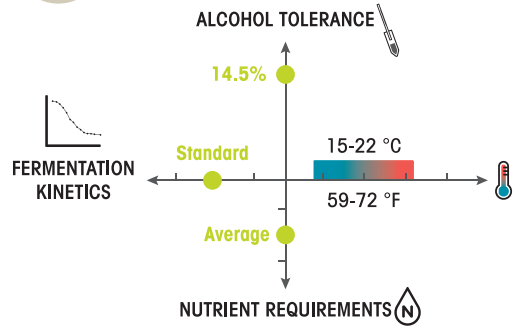 ALCOHOL TOLERANCE
14.5%
Standard
15-22 °C
FERMENTATION
KINETICS
59-72 °F
Average
NUTRIENT REQUIREMENTS
N